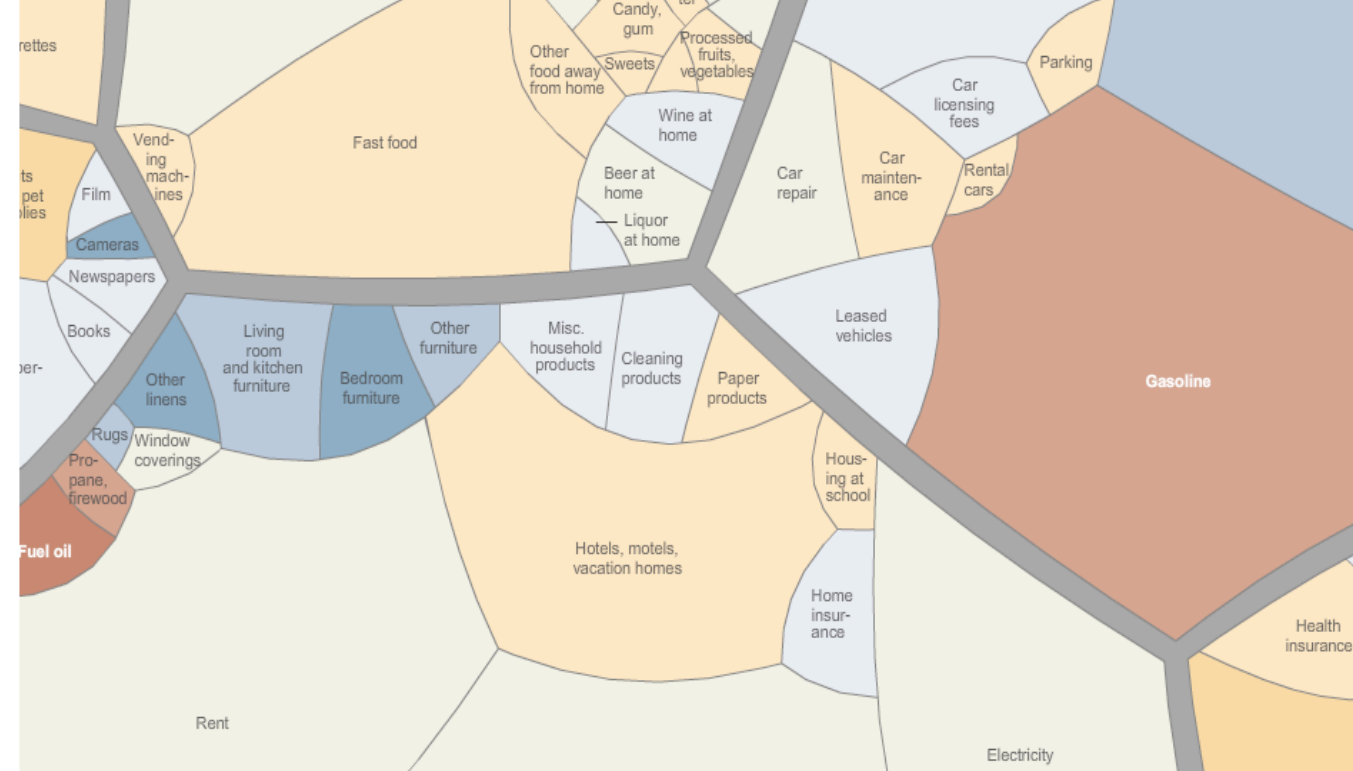 Candy,
gum
Processed
fruits,
vegetables
Sweets
Other
food away
from home
Wine at
home
Fast food
Beer at
home
Liquor
at home
Vend-
ing
mach-
ines
Film
Cameras
Newspapers
Books
Parking
Car
licensing
fees
Rental
cars
Car
mainten-
ance
Car
repair
Leased
vehicles
Gasoline
Living
room
and kitchen
furniture
Other
linens
Bedroom
furniture
Other
furniture
Misc.
household
products
Cleaning
products
Paper
products
Rugs
Window
coverings
Pro-
pane,
firewood
Fuel oil
Hous-
ing at
school
Hotels, motels,
vacation homes
Home
insur-
ance
Health
insurance
Rent
Electricity